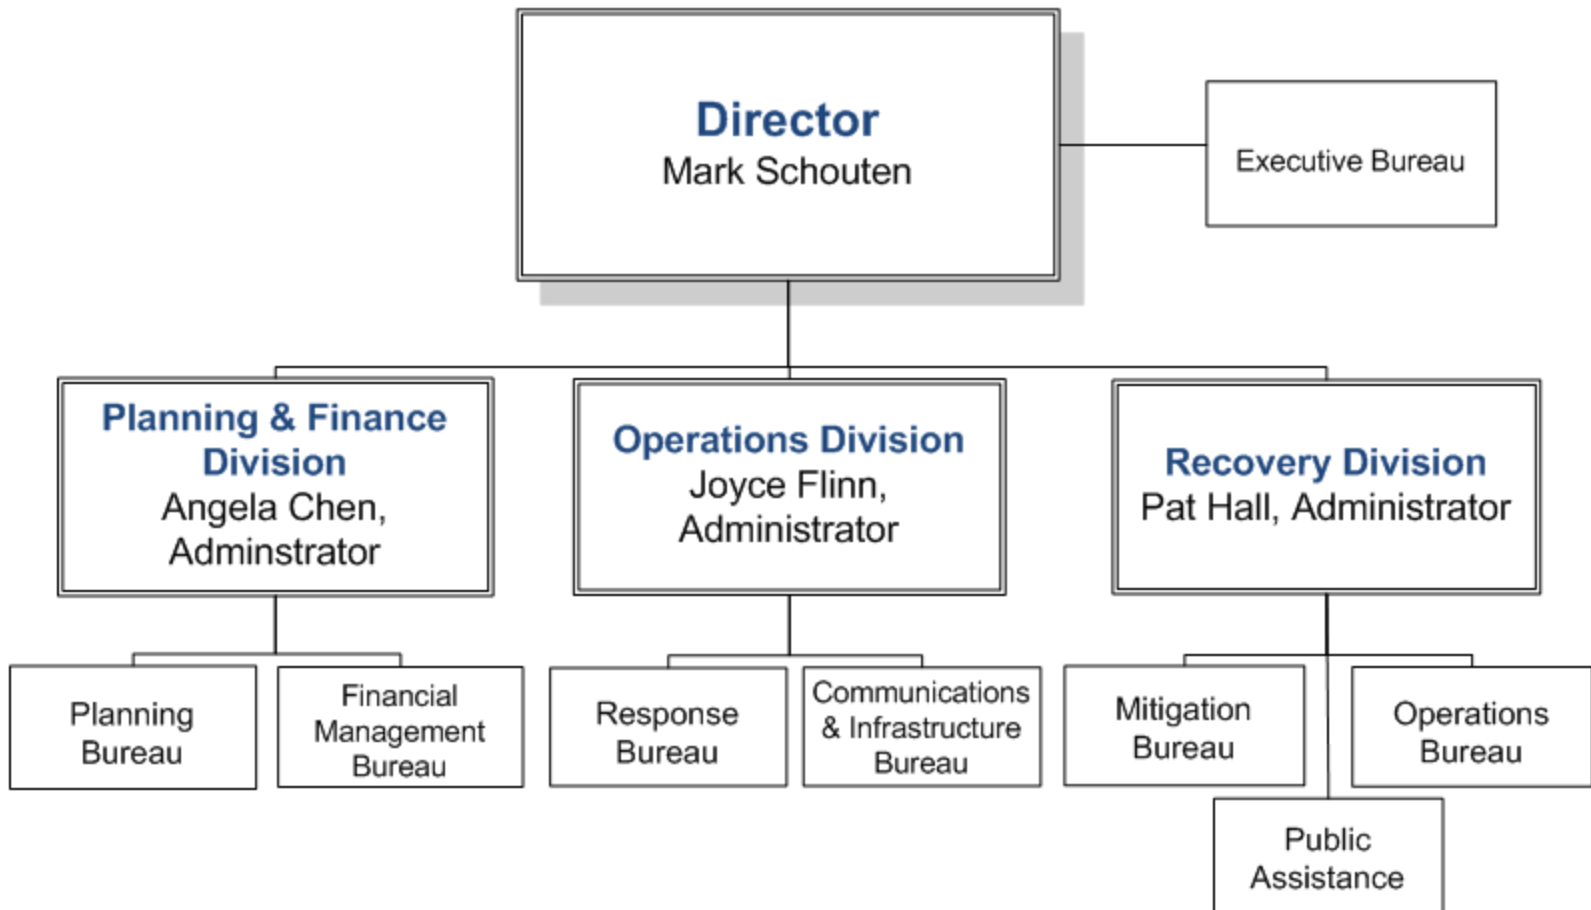 Director
Mark Schouten
Executive Bureau
Planning & Finance
Division
Angela Chen,
Adminstrator
Operations Division
Joyce Flinn,
Administrator
Recovery Division
Pat Hall, Administrator
Planning
Bureau
Financial
Management
Bureau
Response
Bureau
Communications
& Infrastructure
Bureau
Mitigation
Bureau
Operations
Bureau
Public
Assistance